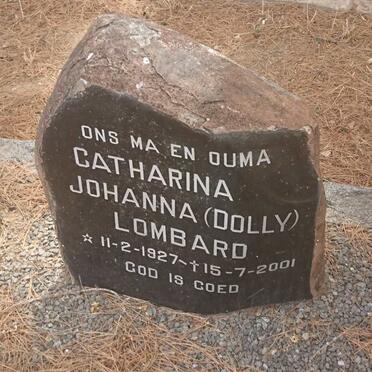 ONS MA EN OUMA
CATHARINA
JOHANNA (DOLLY)
LOMBARD
* 11-2-1927 ~ † 15-7-2001
GOD IS GOED